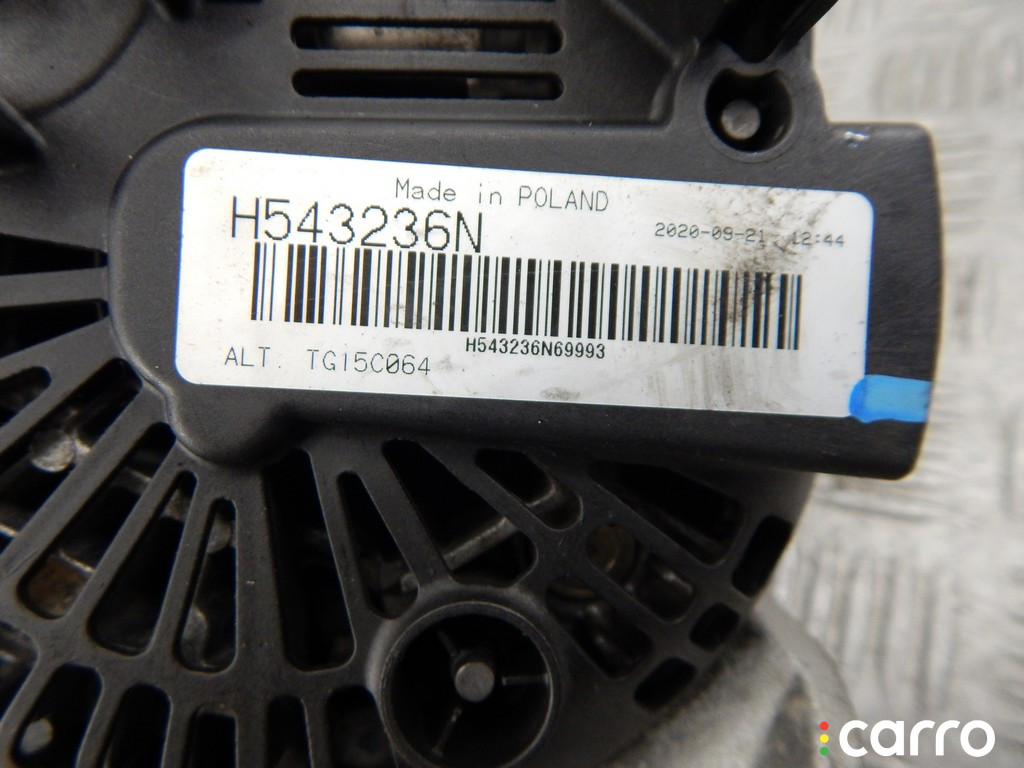 Made in POLAND
H543236N
2020-09-21 12:44
H543236N69993
ALT. TG15C064
carro